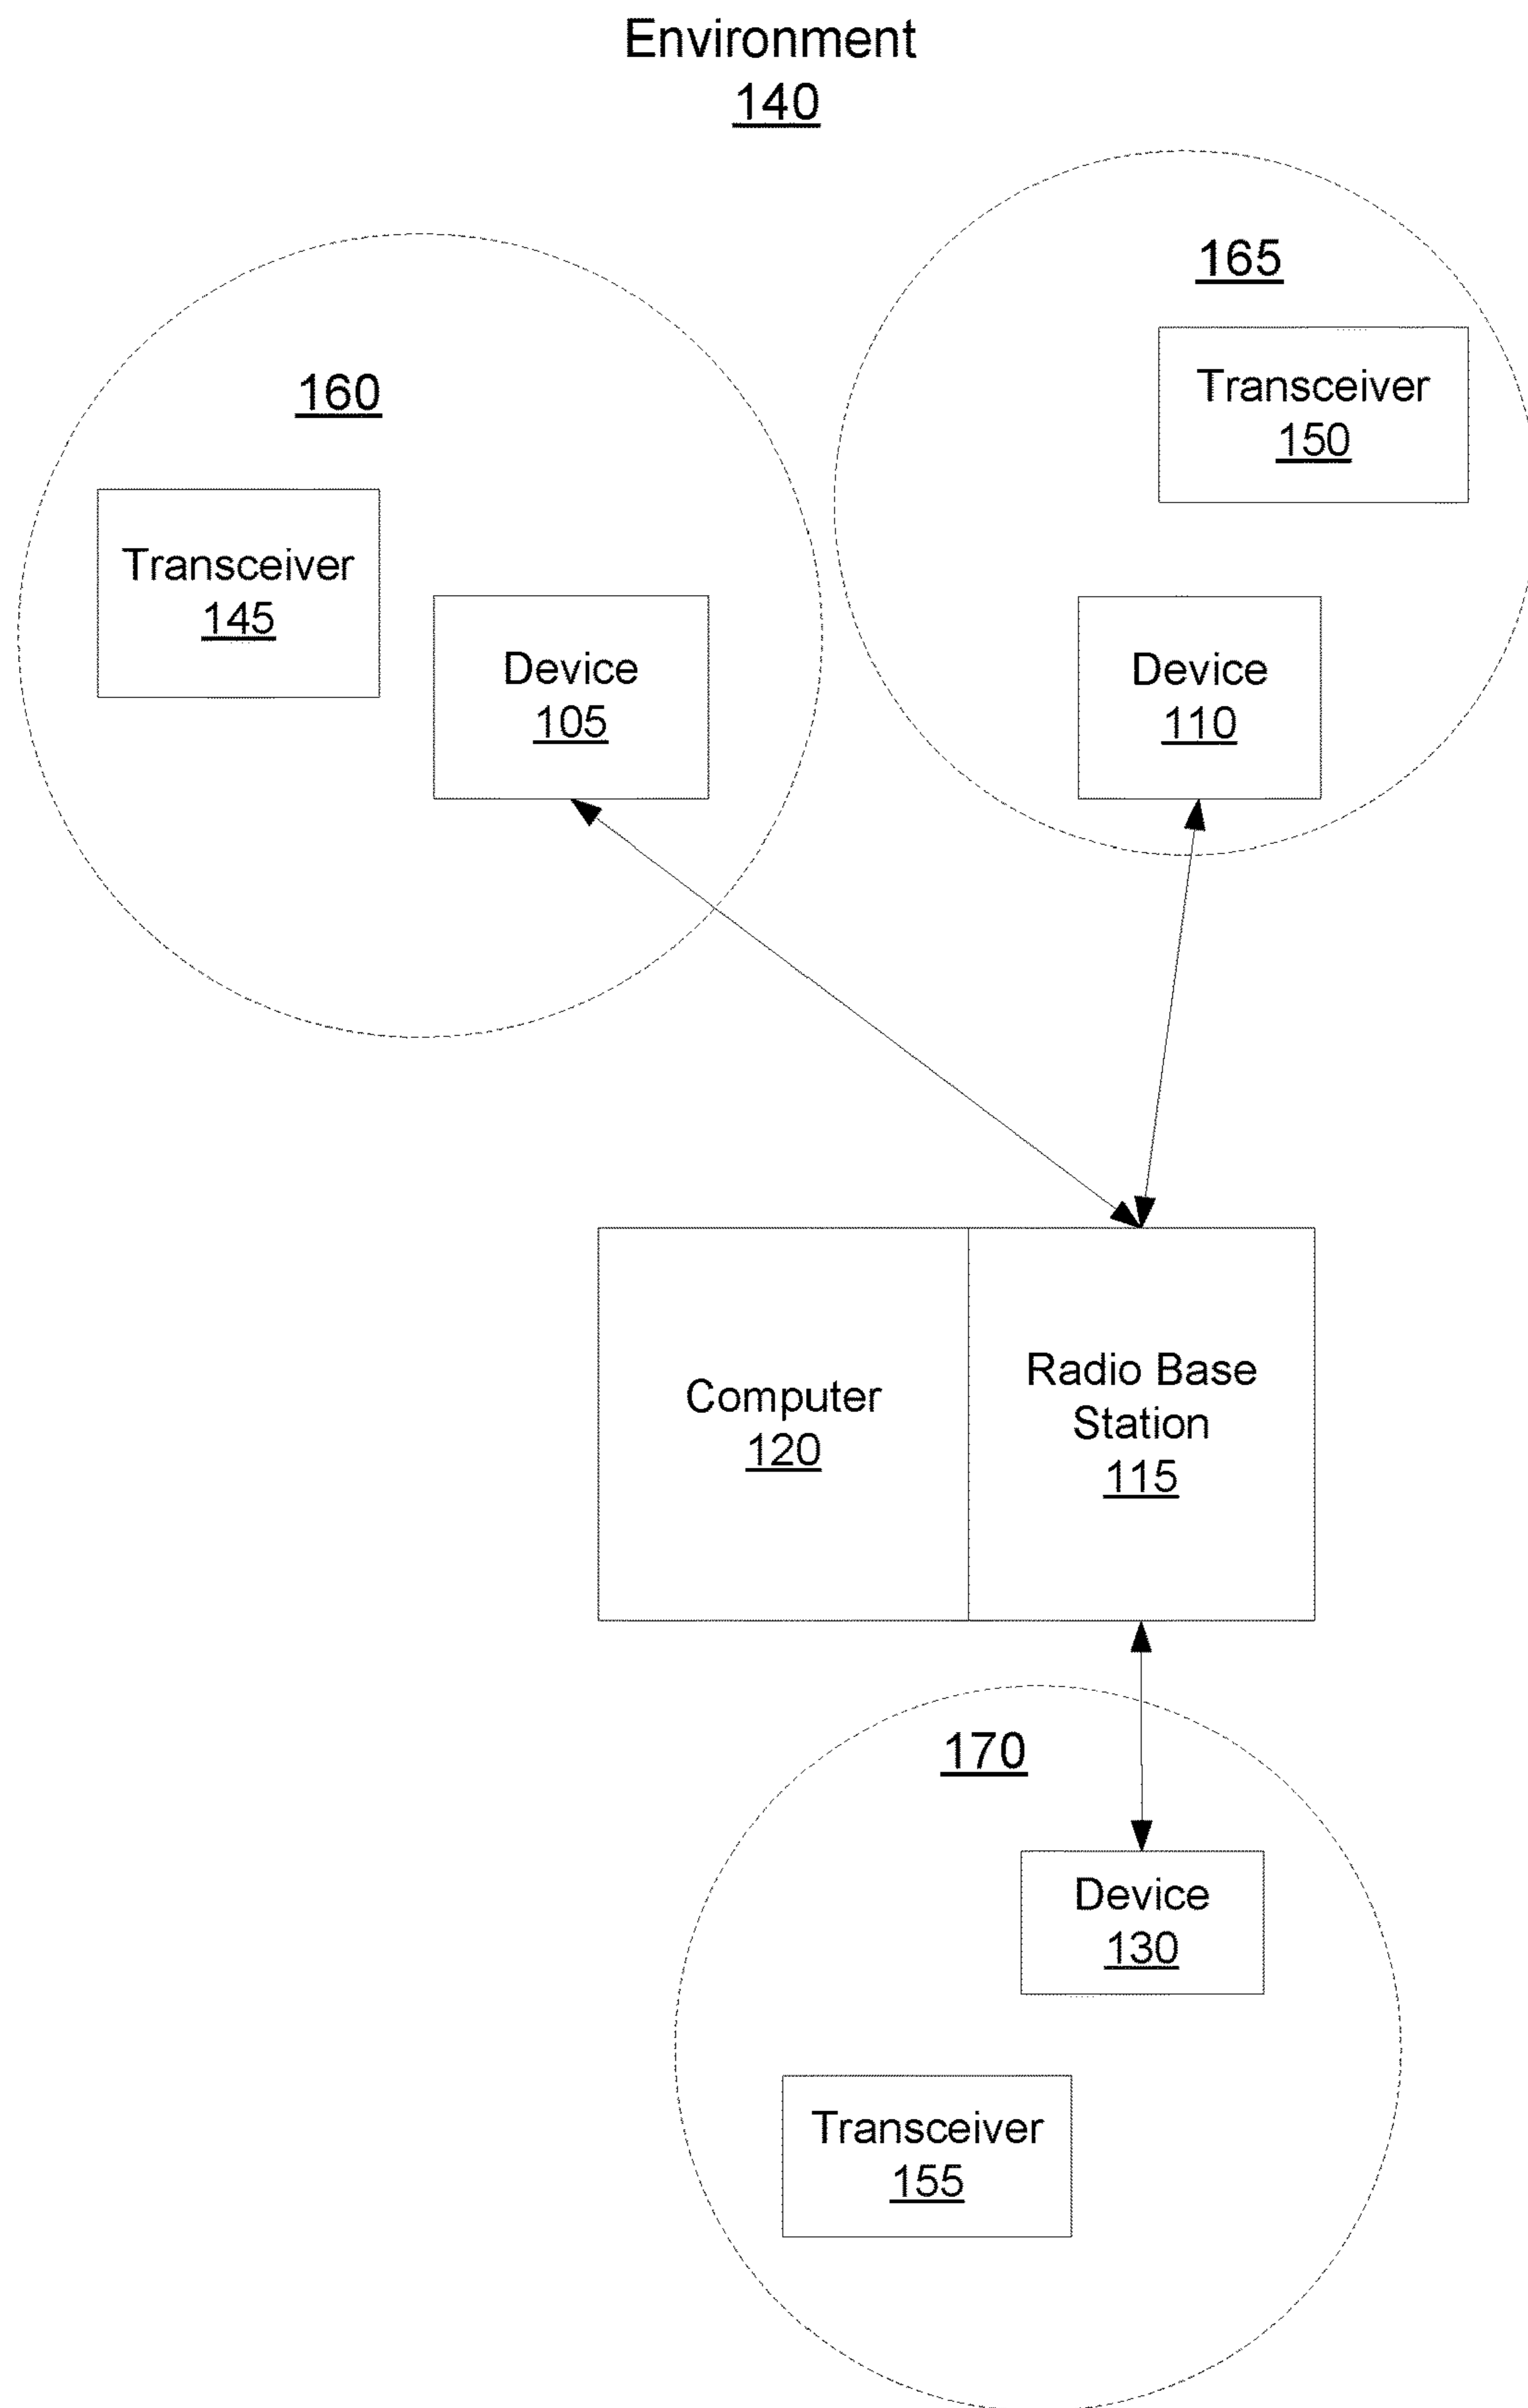 Environment
140
165
Transceiver
150
160
Transceiver
145
Device
105
Device
110
Computer
120
Radio Base
Station
115
170
Device
130
Transceiver
155